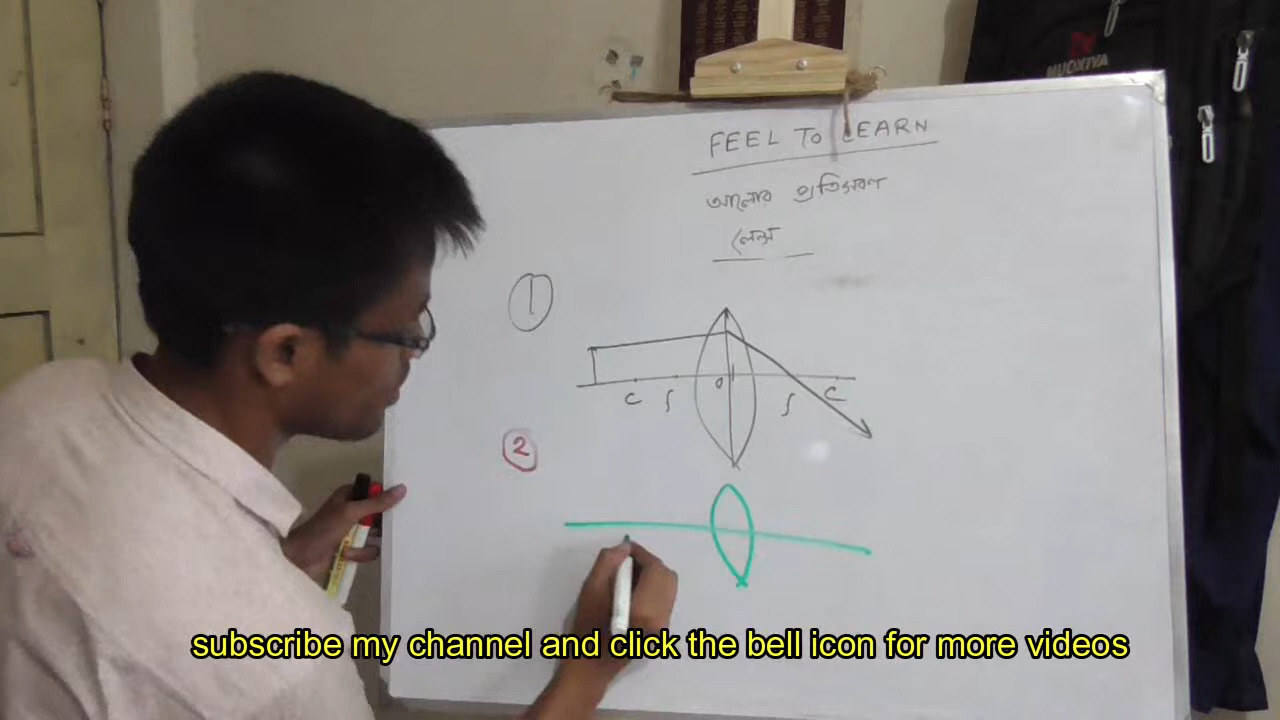 NUOXIVA
FEEL TO LEARN
আলোর প্রতিসরণ
লেন্স
1
C f O f C
2
subscribe my channel and click the bell icon for more videos